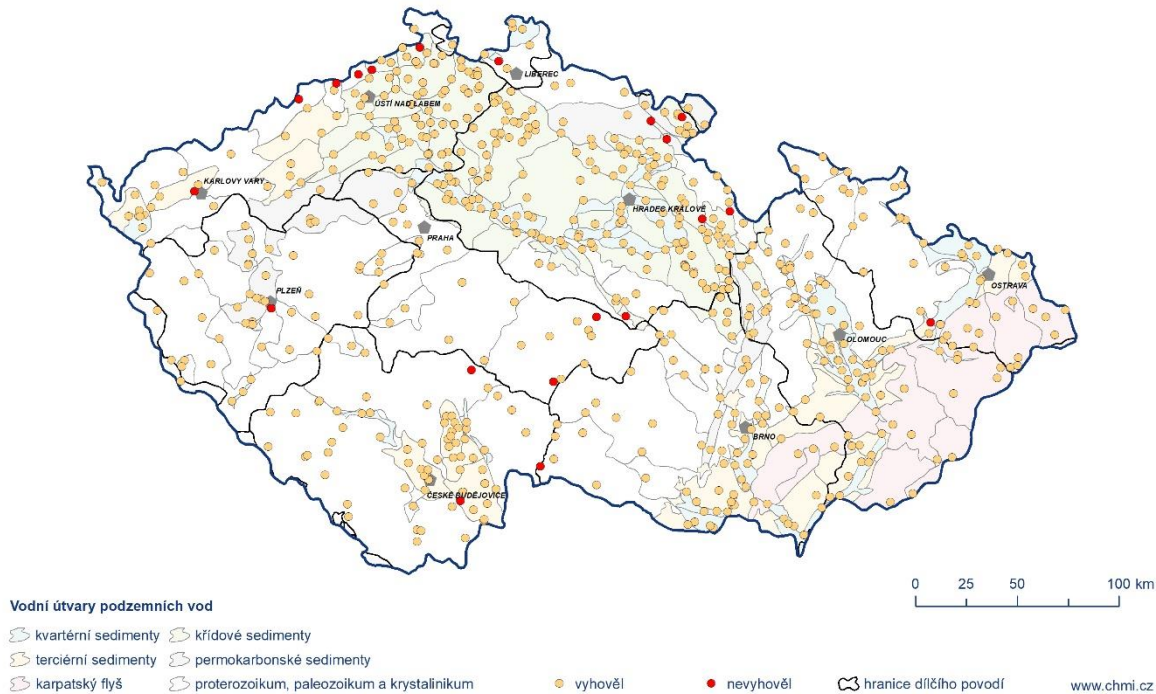 LIBEREC
ÚSTÍ NAD LABEM
KARLOVY VARY
HRADEC KRÁLOVÉ
PRAHA
OSTRAVA
PLZEŇ
OLOMOUC
BRNO
ČESKÉ BUDĚJOVICE
0 25 50 100 km
Vodní útvary podzemních vod
kvartérní sedimenty křídové sedimenty
terciérní sedimenty permokarbonské sedimenty
karpatský flyš proterozoikum, paleozoikum a krystalinikum vyhověl nevyhověl hranice dílčího povodí www.chmi.cz